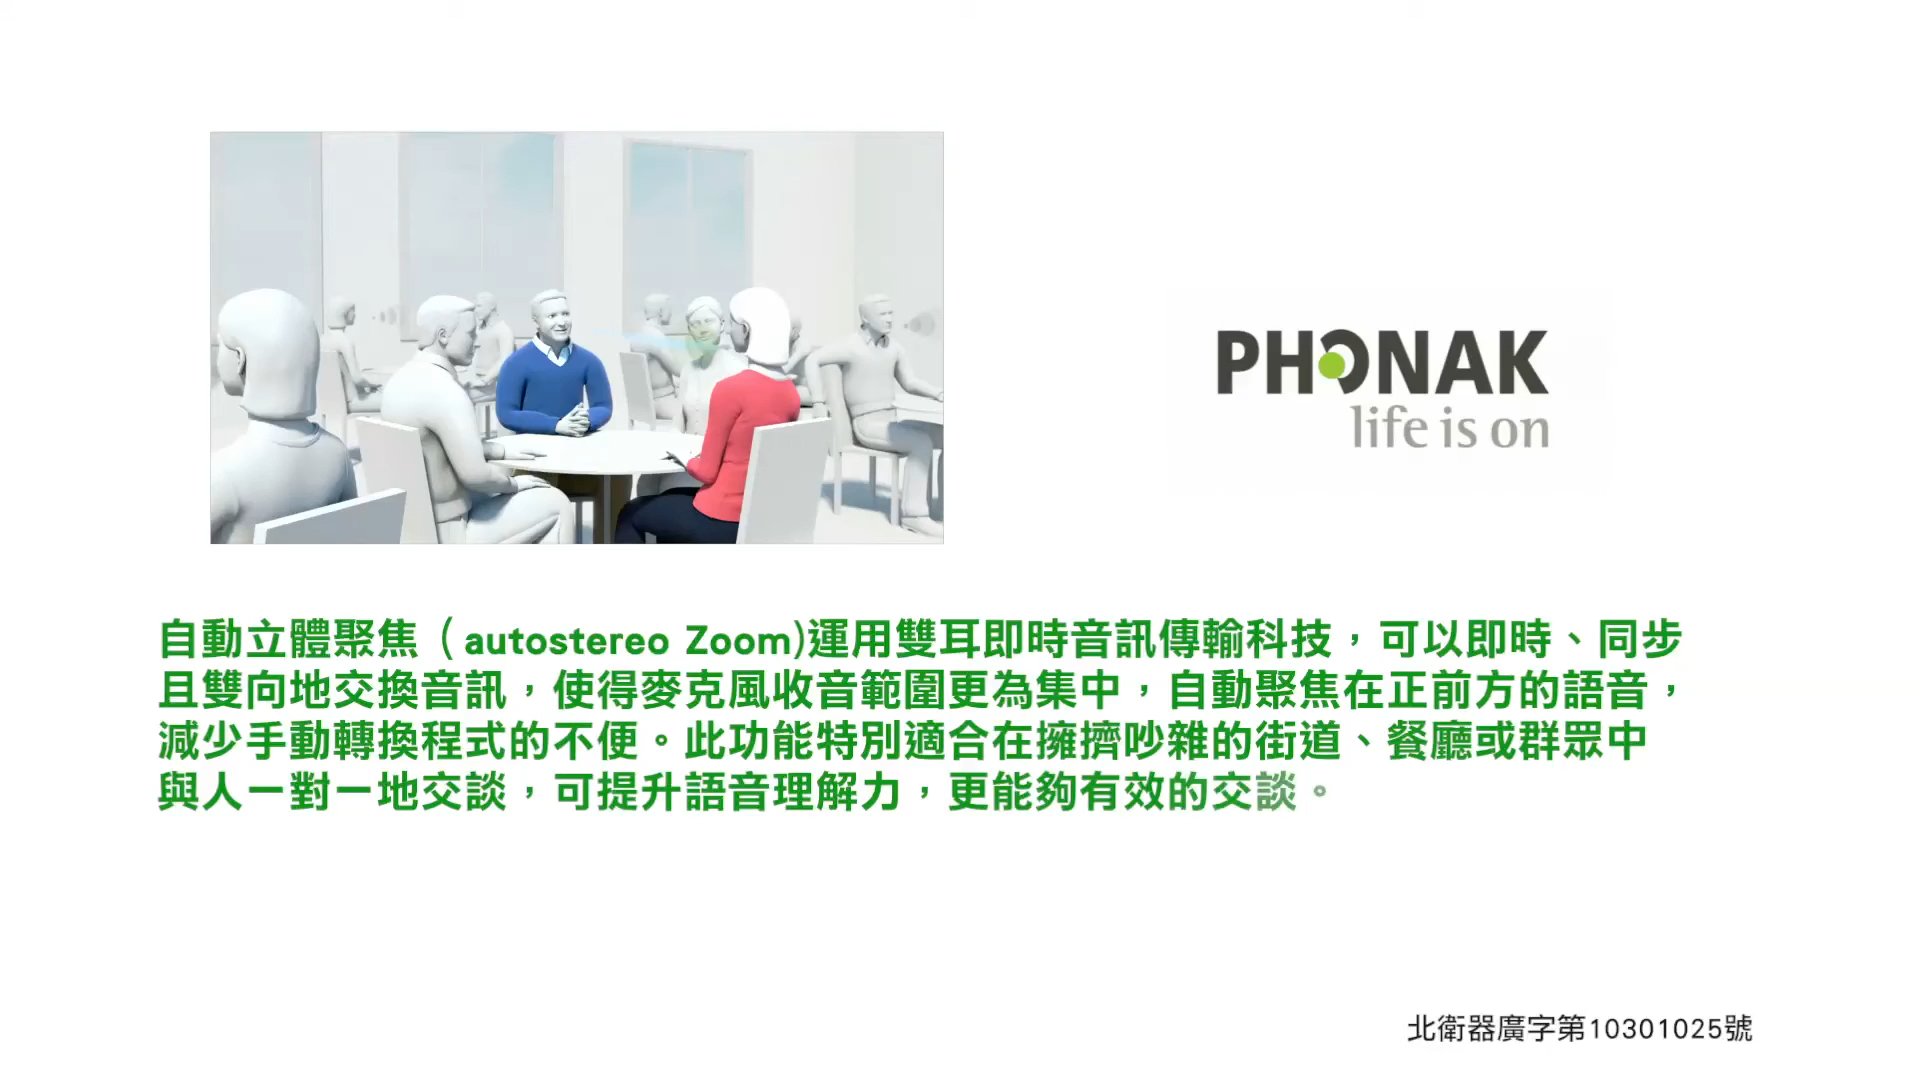 PHONAK
life is on
自動立體聚焦（autostereo Zoom)運用雙耳即時音訊傳輸科技，可以即時、同步
且雙向地交換音訊，使得麥克風收音範圍更為集中，自動聚焦在正前方的語音，
減少手動轉換程式的不便。此功能特別適合在擁擠吵雜的街道、餐廳或群眾中
與人一對一地交談，可提升語音理解力，更能夠有效的交談。
北衛器廣字第10301025號